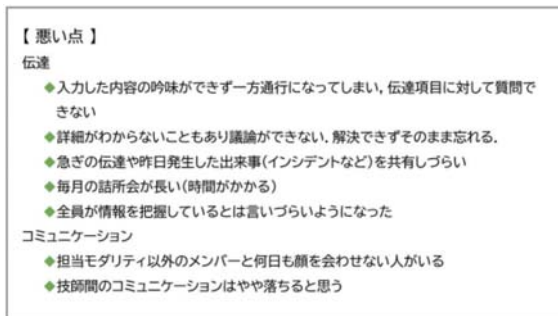 【 悪い点 】
伝達
◆入力した内容の吟味ができず一方通行になってしまい, 伝達項目に対して質問で
きない
◆詳細がわからないこともあり議論ができない. 解決できずそのまま忘れる.
◆急ぎの伝達や昨日発生した出来事(インシデントなど)を共有しづらい
◆毎月の詰所会が長い(時間がかかる)
◆全員が情報を把握しているとは言いづらいようになった
コミュニケーション
◆担当モダリティ以外のメンバーと何日も顔を会わせない人がいる
◆技師間のコミュニケーションはやや落ちると思う